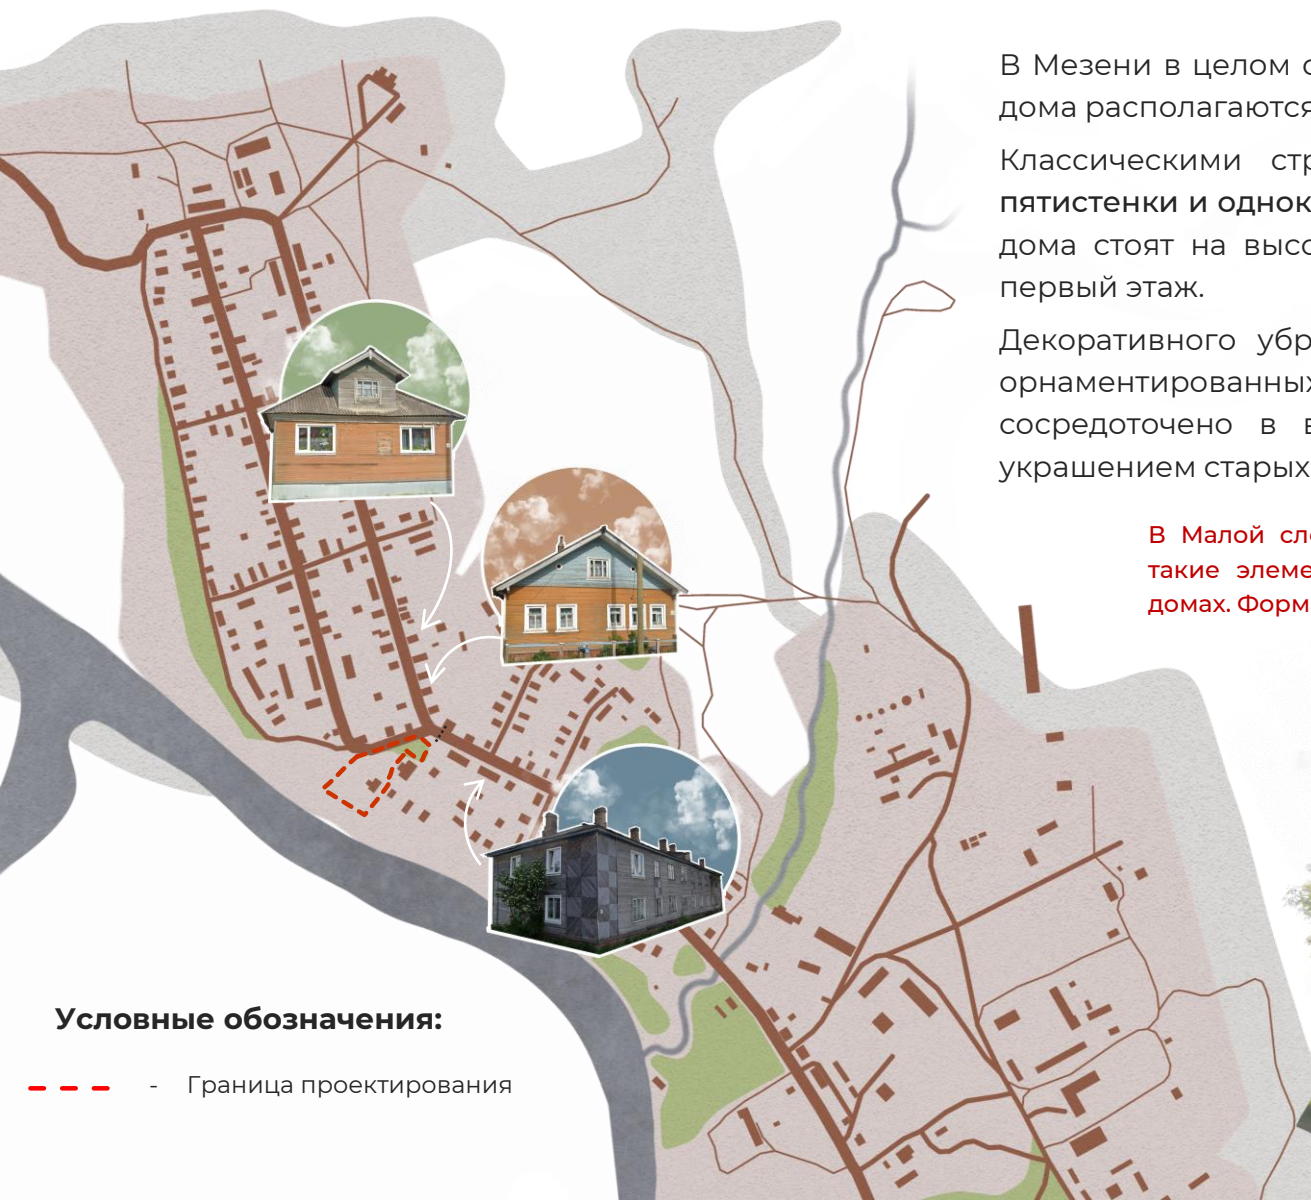 В Мезени в целом
дома располагаются
Классическими
пятистенки и
дома стоят на
первый этаж.
Декоративного
орнаментированных
сосредоточено в
украшением старых
В Малой
такие
домах.
Условные обозначения:
- Граница проектирования